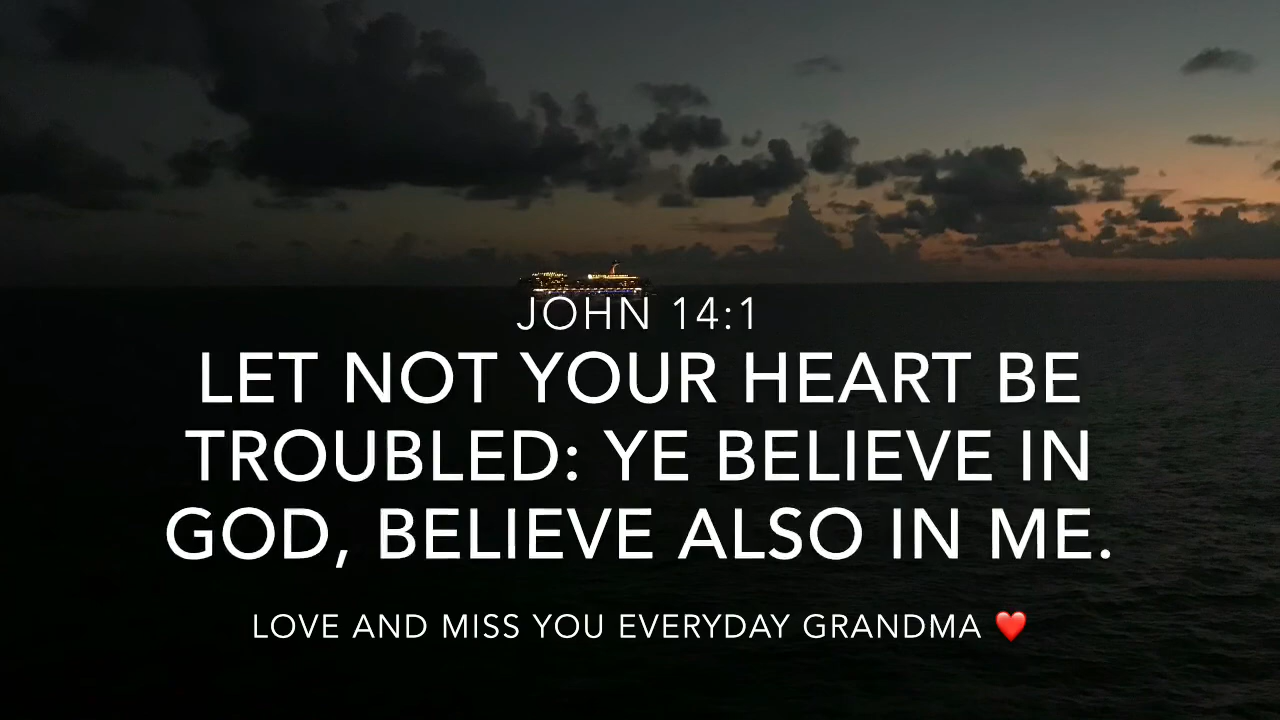 JOHN 14:1
LET NOT YOUR HEART BE
TROUBLED: YE BELIEVE IN
GOD, BELIEVE ALSO IN ME.
LOVE AND MISS YOU EVERYDAY GRANDMA ❤️